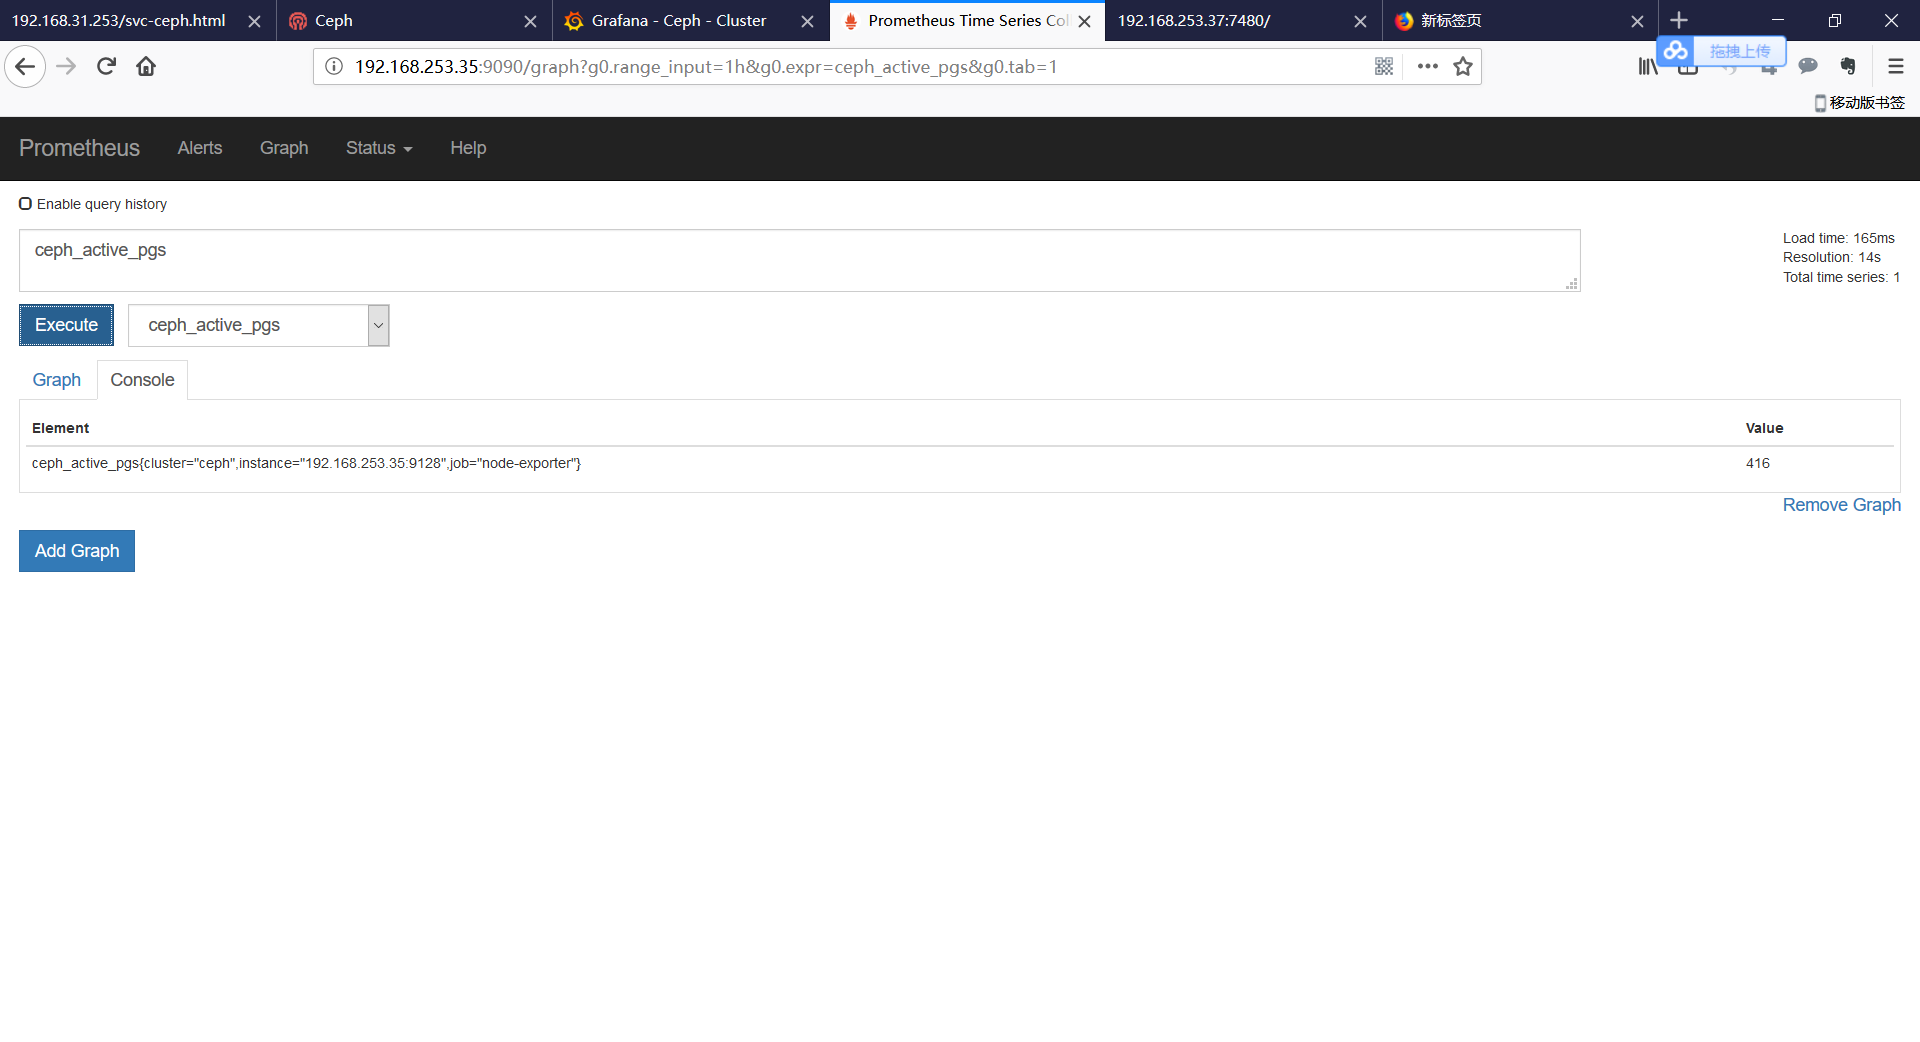 192.168.31.253/svc-ceph.html
Ceph
Grafana - Ceph - Cluster
Prometheus Time Series Col
192.168.253.37:7480/
新标签页
拖拽上传
192.168.253.35:9090/graph?g0.range_input=1h&g0.expr=ceph_active_pgs&g0.tab=1
移动版书签
Prometheus Alerts Graph Status Help
Enable query history
ceph_active_pgs
Load time: 165ms
Resolution: 14s
Total time series: 1
Execute ceph_active_pgs
Graph Console
Element Value
ceph_active_pgs{cluster="ceph",instance="192.168.253.35:9128",job="node-exporter"} 416
Remove Graph
Add Graph